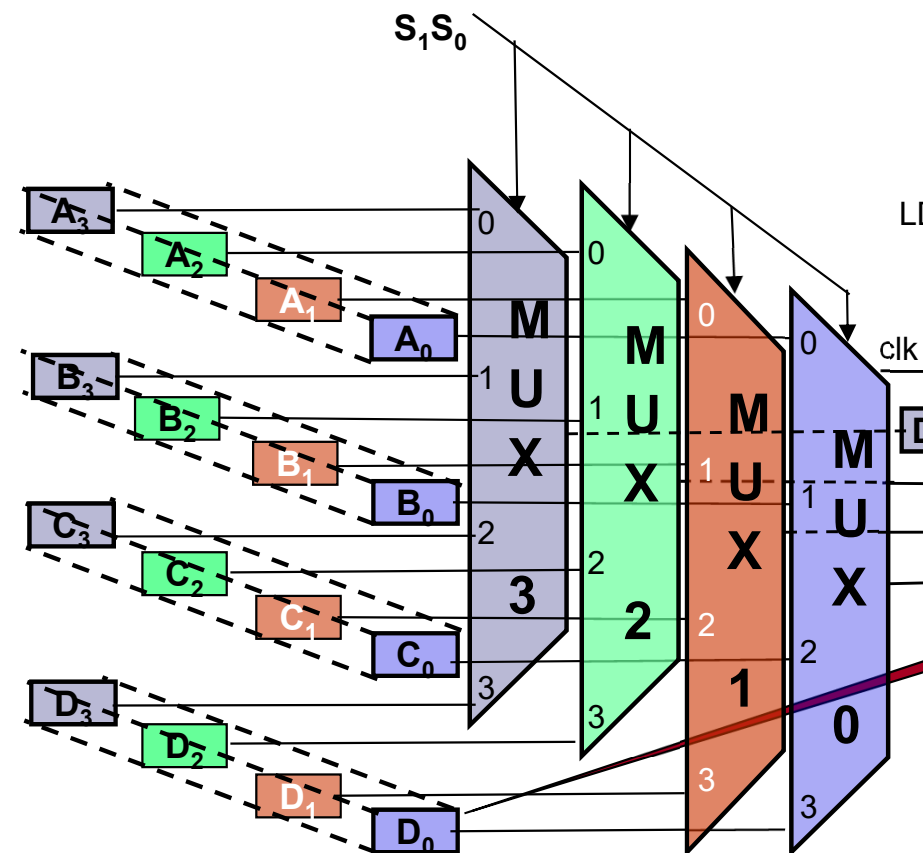 S₁S₀
LD
clk
D
A₃
A₂
A₁
A₀
B₃
B₂
B₁
B₀
C₃
C₂
C₁
C₀
D₃
D₂
D₁
D₀
0
1
2
3
MUX
3
0
1
2
3
MUX
2
0
1
2
3
MUX
1
0
1
2
3
MUX
0